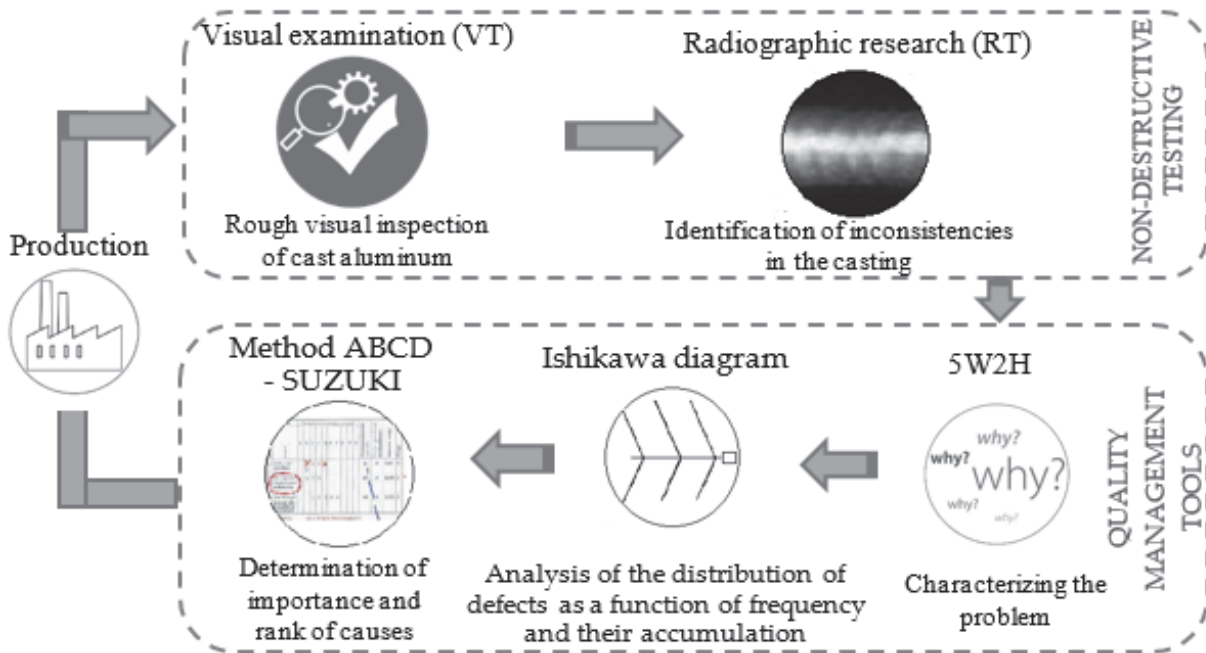 Visual examination (VT)
Rough visual inspection
of cast aluminum
Radiographic research (RT)
Identification of inconsistencies
in the casting
NON-DESTRUCTIVE
TESTING
Production
Method ABCD
- SUZUKI
Determination of
importance and
rank of causes
Ishikawa diagram
Analysis of the distribution of
defects as a function of frequency
and their accumulation
5W2H
why?
why?
why?
why?
why?
Characterizing the
problem
QUALITY
MANAGEMENT
TOOLS